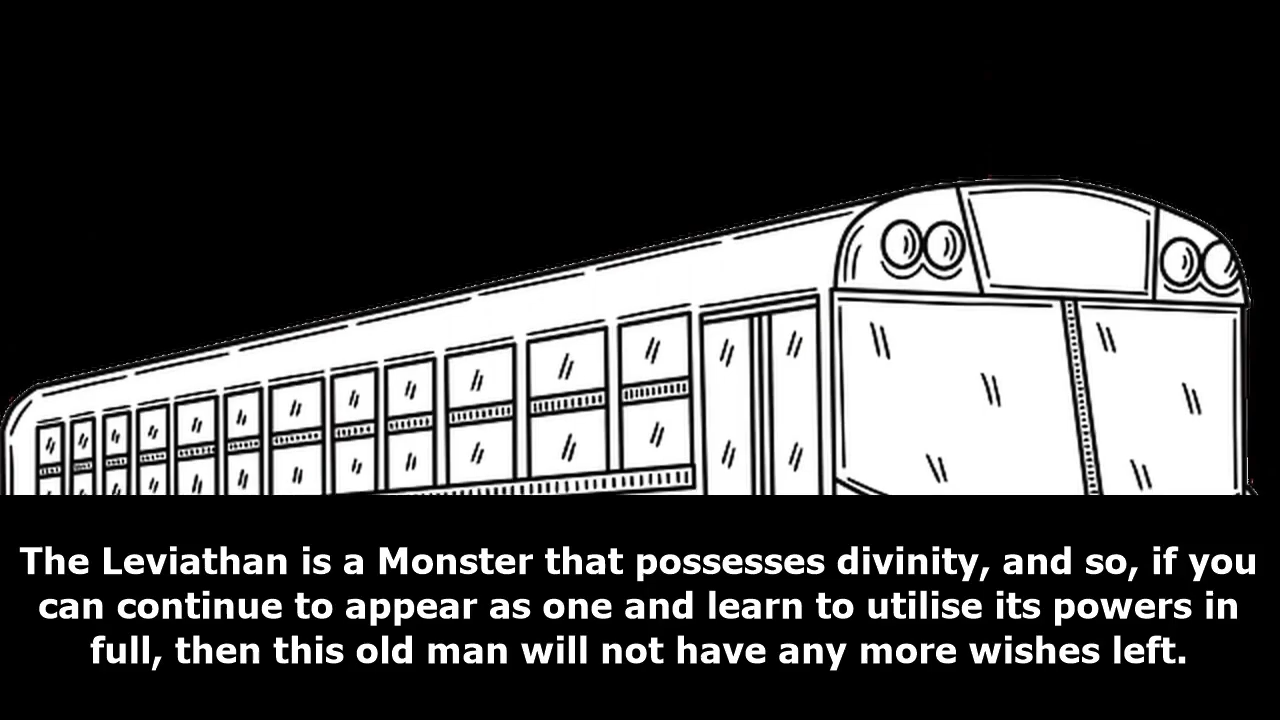 The Leviathan is a Monster that possesses divinity, and so, if you
can continue to appear as one and learn to utilise its powers in
full, then this old man will not have any more wishes left.